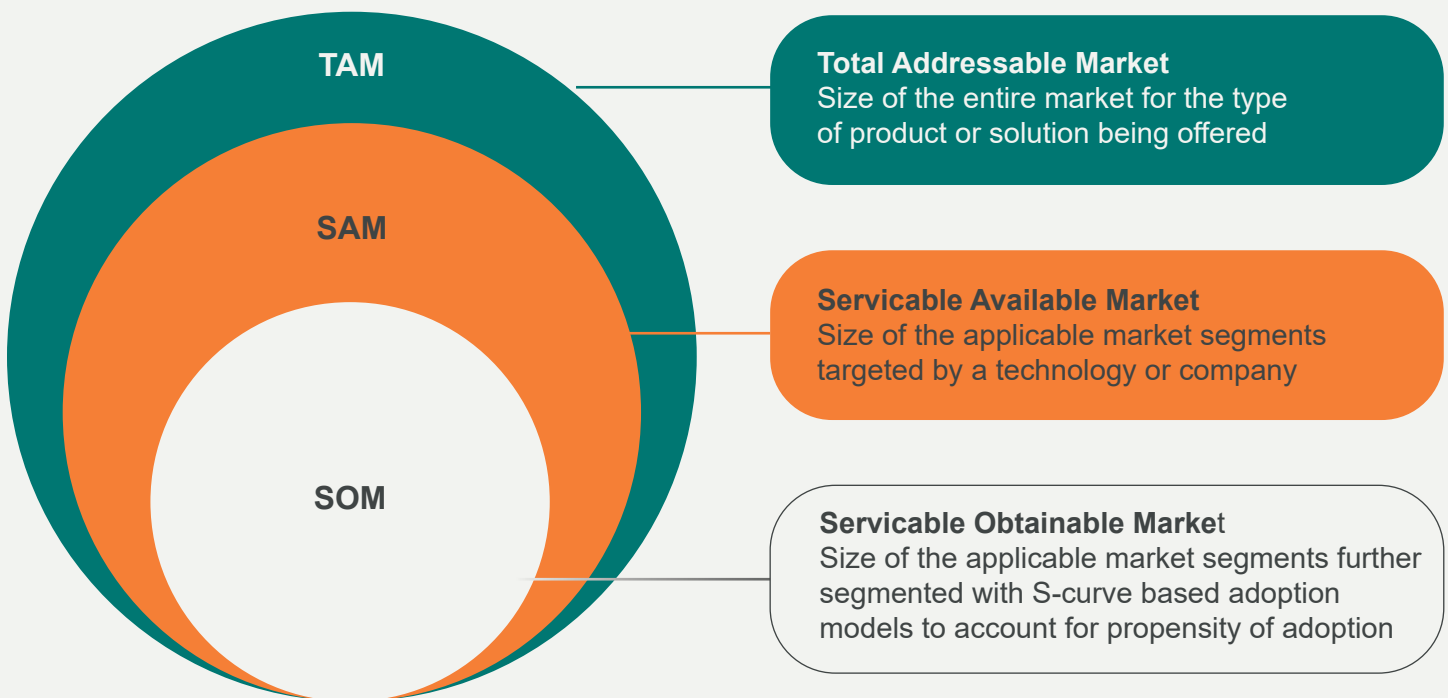 TAM
Total Addressable Market
Size of the entire market for the type
of product or solution being offered
SAM
Servicable Available Market
Size of the applicable market segments
targeted by a technology or company
SOM
Servicable Obtainable Market
Size of the applicable market segments further
segmented with S-curve based adoption
models to account for propensity of adoption